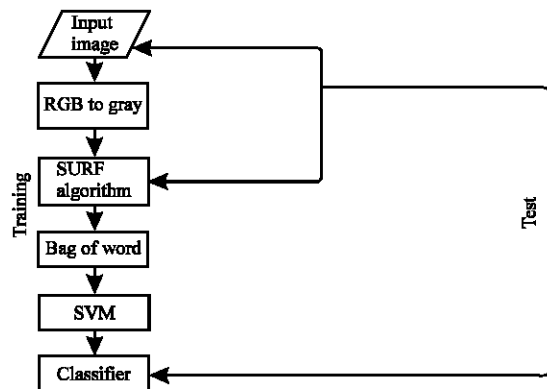 Input
image
RGB to gray
SURF
algorithm
Bag of word
SVM
Classifier
Training
Test